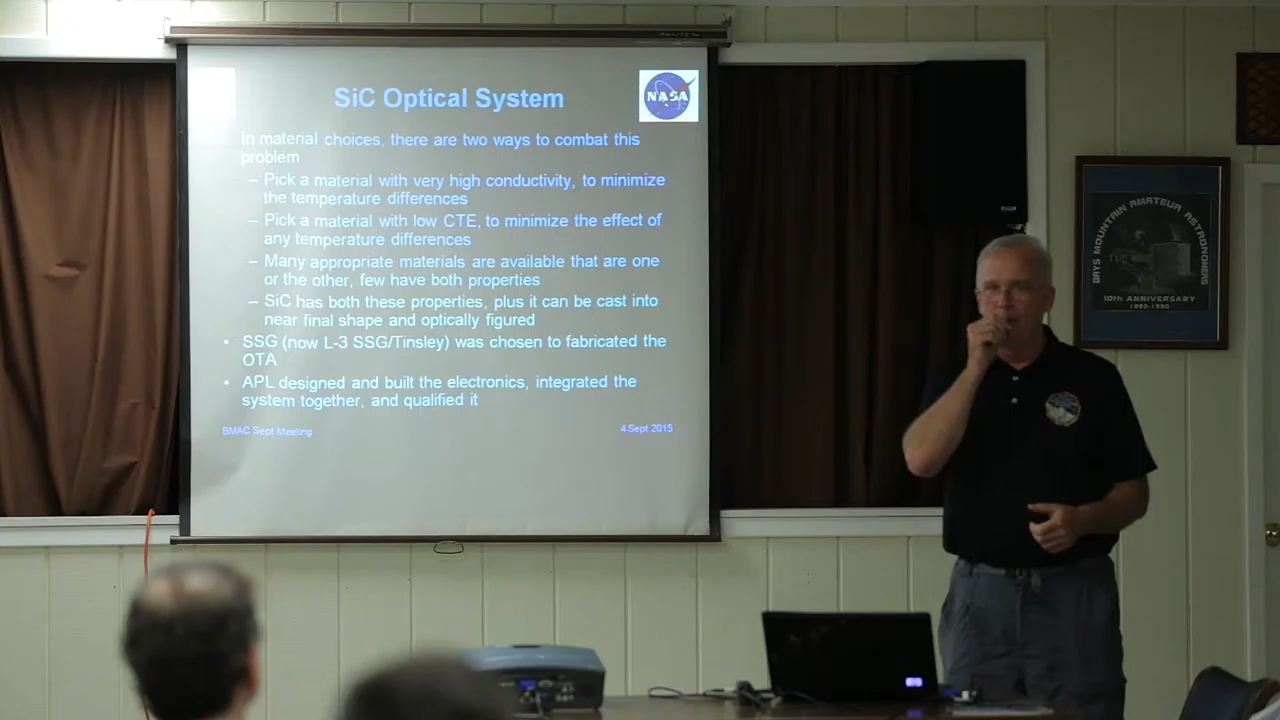 SiC Optical System
NASA
In material choices, there are two ways to combat this
problem
– Pick a material with very high conductivity, to minimize
the temperature differences
– Pick a material with low CTE, to minimize the effect of
any temperature differences
– Many appropriate materials are available that are one
or the other, few have both properties
– SiC has both these properties, plus it can be cast into
near final shape and optically figured
• SSG (now L-3 SSG/Tinsley) was chosen to fabricated the
OTA
• APL designed and built the electronics, integrated the
system together, and qualified it
BMAC Sept Meeting
4 Sept 2015
BAYS MOUNTAIN AMATEUR ASTRONOMERS
10th ANNIVERSARY
1980-1990